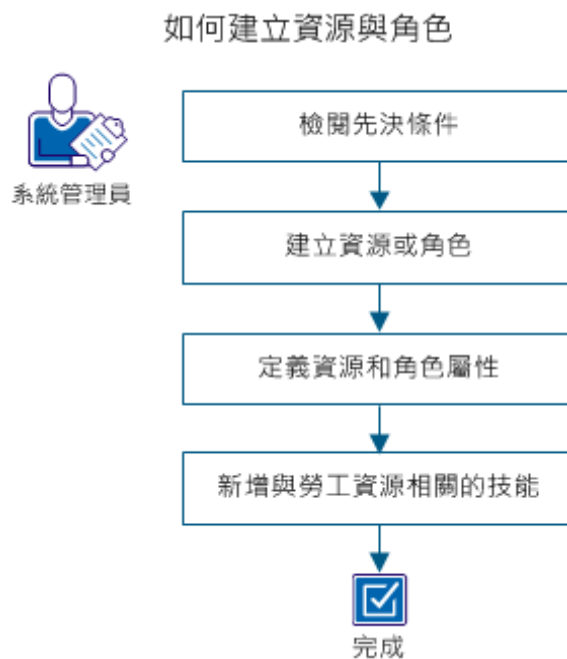 如何建立資源與角色
系統管理員
檢閱先決條件
建立資源或角色
定義資源和角色屬性
新增與勞工資源相關的技能
完成